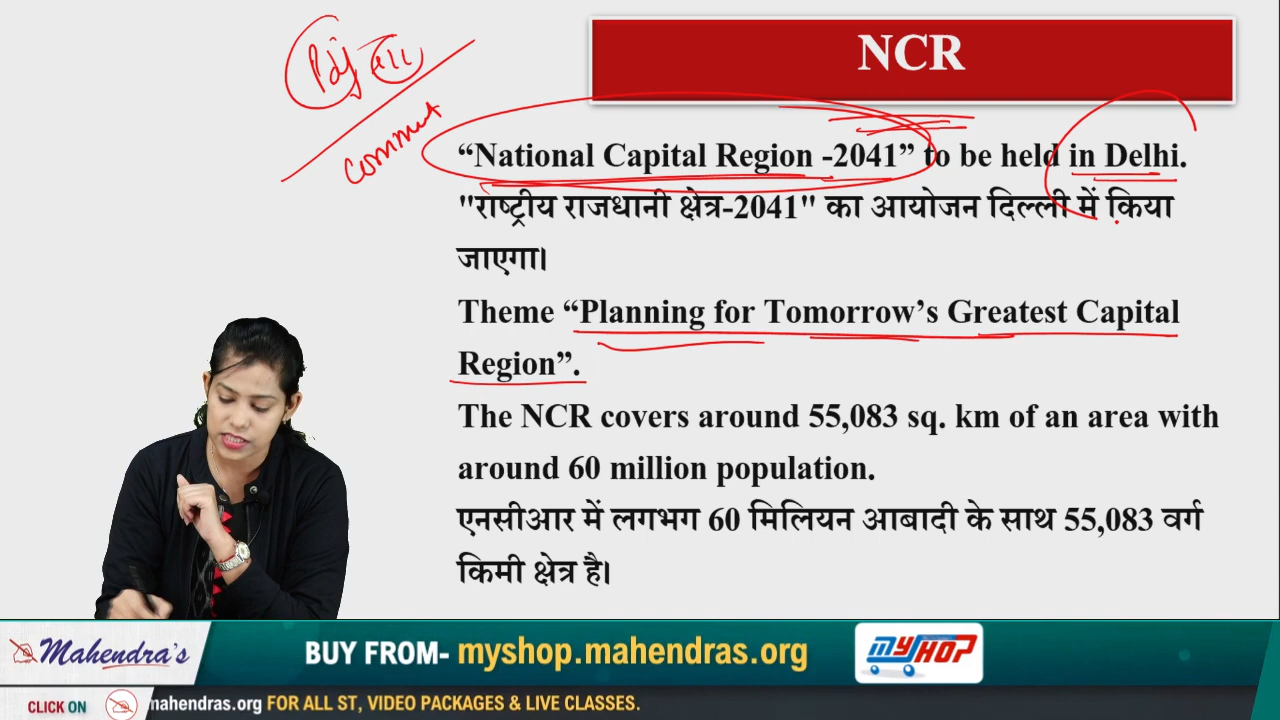 NCR
Pdf
comment
“National Capital Region -2041” to be held in Delhi.
"राष्ट्रीय राजधानी क्षेत्र-2041" का आयोजन दिल्ली में किया
जाएगा।
Theme “Planning for Tomorrow’s Greatest Capital
Region”.
The NCR covers around 55,083 sq. km of an area with
around 60 million population.
एनसीआर में लगभग 60 मिलियन आबादी के साथ 55,083 वर्ग
किमी क्षेत्र है।
Mahendra's
BUY FROM- myshop.mahendras.org
MYSHOP
CLICK ON
mahendras.org FOR ALL ST, VIDEO PACKAGES & LIVE CLASSES.